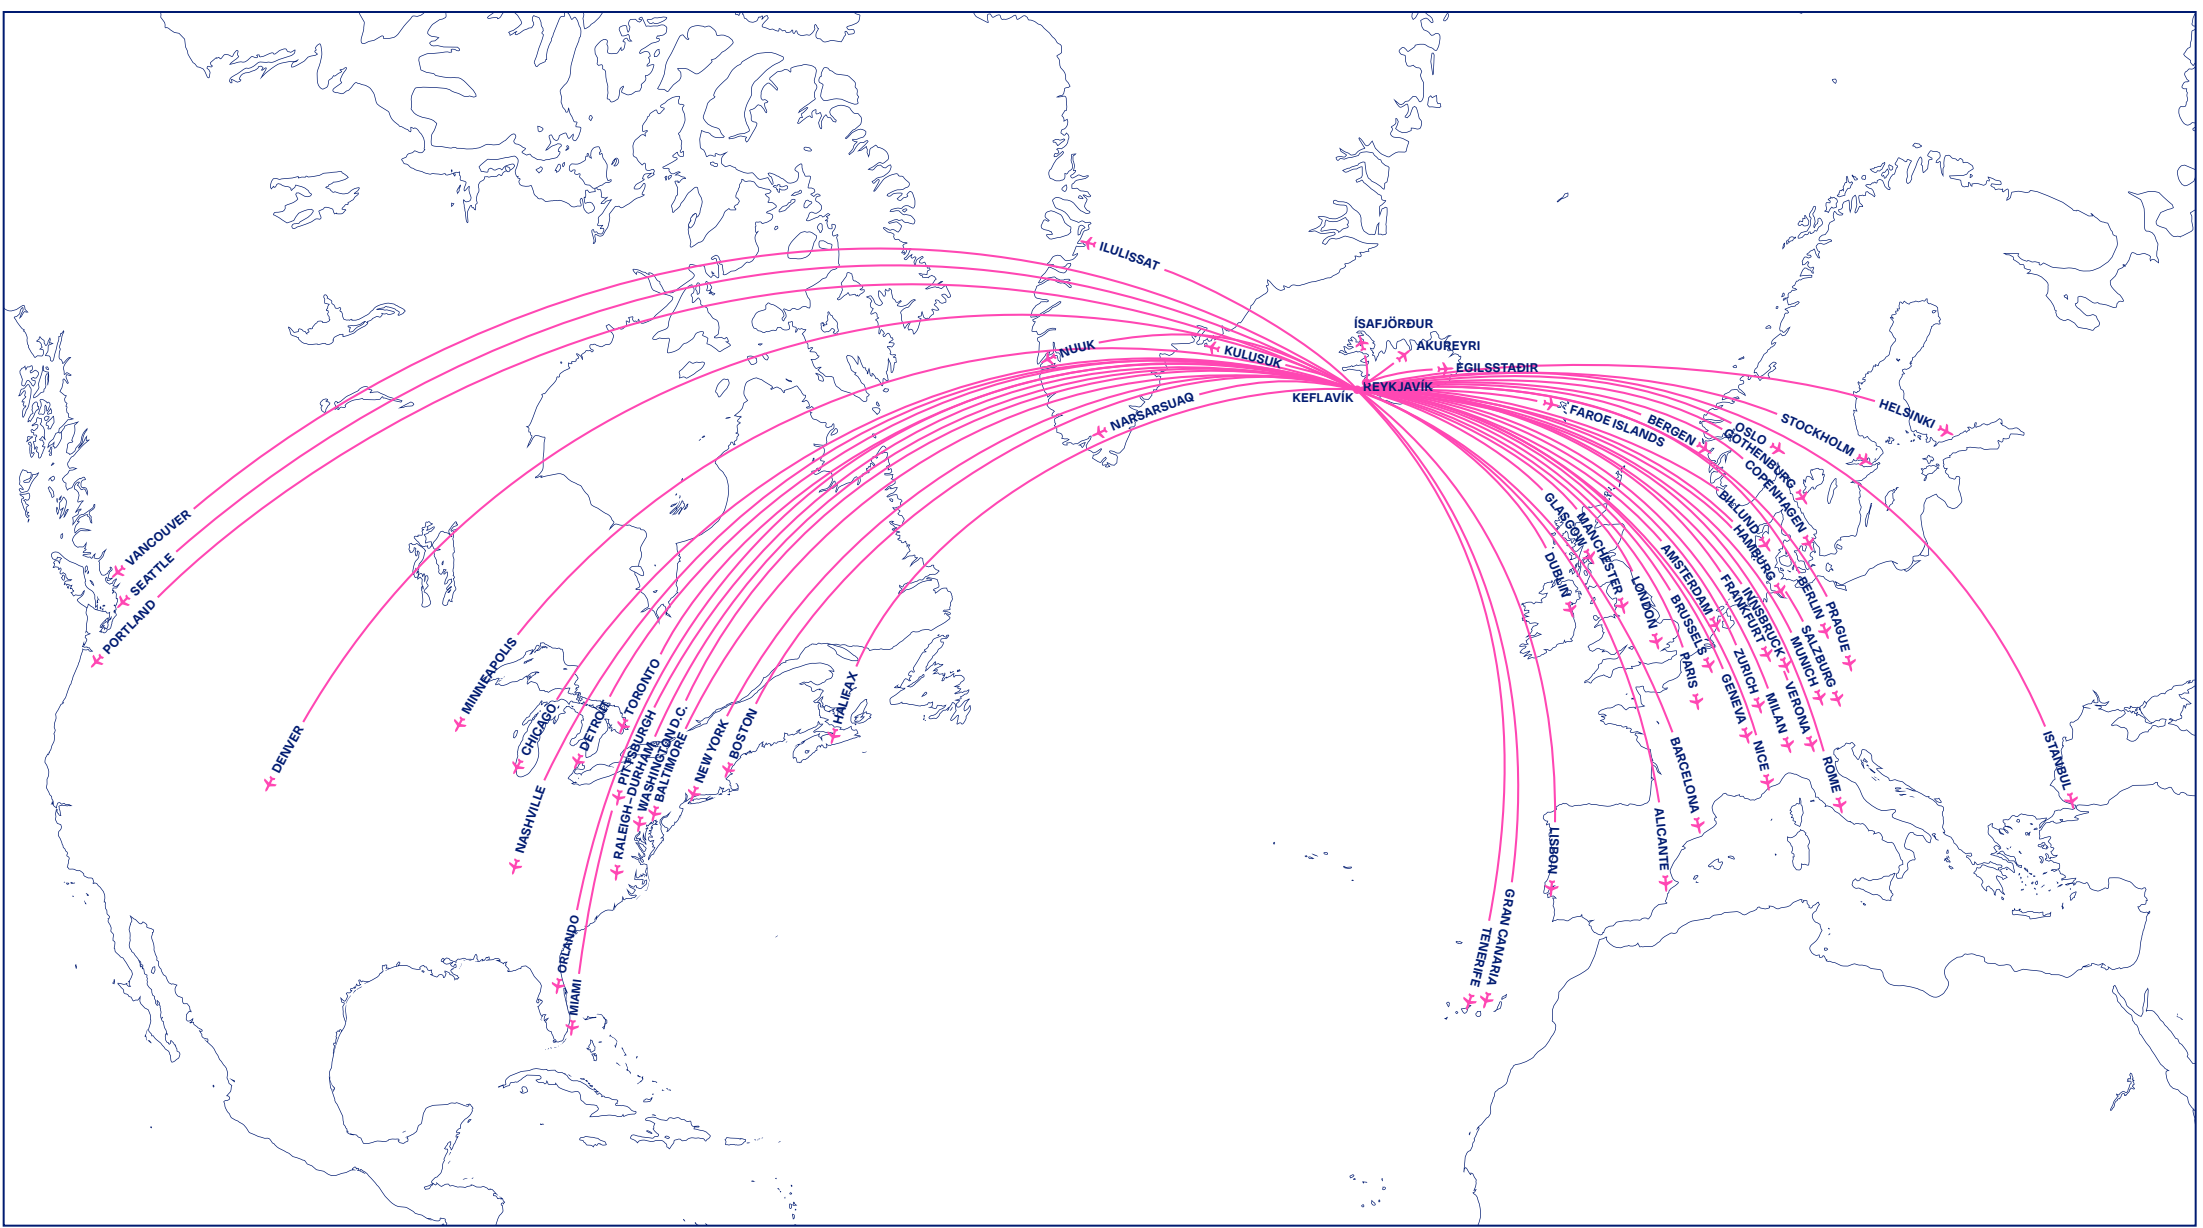 ILULISSAT
ÍSAFJÖRÐUR
AKUREYRI
NUUK
KULUSUK
EGILSSTAÐIR
REYKJAVÍK
KEFLAVÍK
NARSARSUAQ
FAROE ISLANDS
BERGEN
OSLO
GOTHENBURG
COPENHAGEN
STOCKHOLM
HELSINKI
VANCOUVER
SEATTLE
PORTLAND
DENVER
MINNEAPOLIS
CHICAGO
DETROIT
TORONTO
NASHVILLE
PITTSBURGH
RALEIGH-DURHAM
WASHINGTON D.C.
BALTIMORE
NEW YORK
BOSTON
HALIFAX
ORLANDO
MIAMI
GLASGOW
MANCHESTER
DUBLIN
LONDON
AMSTERDAM
BRUSSELS
PARIS
BILLUND
HAMBURG
BERLIN
PRAGUE
FRANKFURT
INNSBRUCK
SALZBURG
MUNICH
ZURICH
GENEVA
MILAN
VERONA
NICE
ROME
BARCELONA
ALICANTE
LISBON
GRAN CANARIA
TENERIFE
ISTANBUL